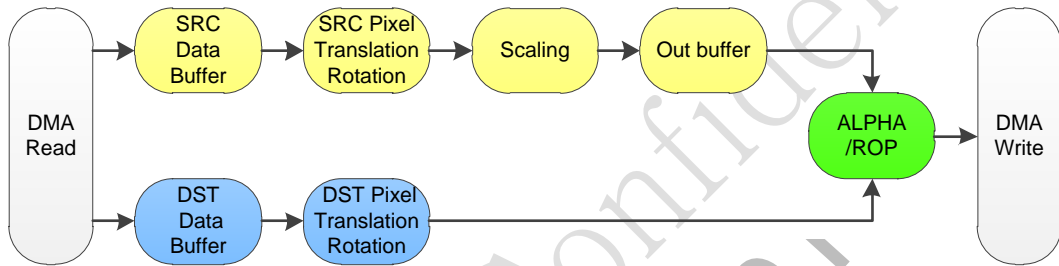 DMA
Read
SRC
Data
Buffer
SRC Pixel
Translation
Rotation
Scaling
Out buffer
ALPHA
/ROP
DMA
Write
DST
Data
Buffer
DST Pixel
Translation
Rotation